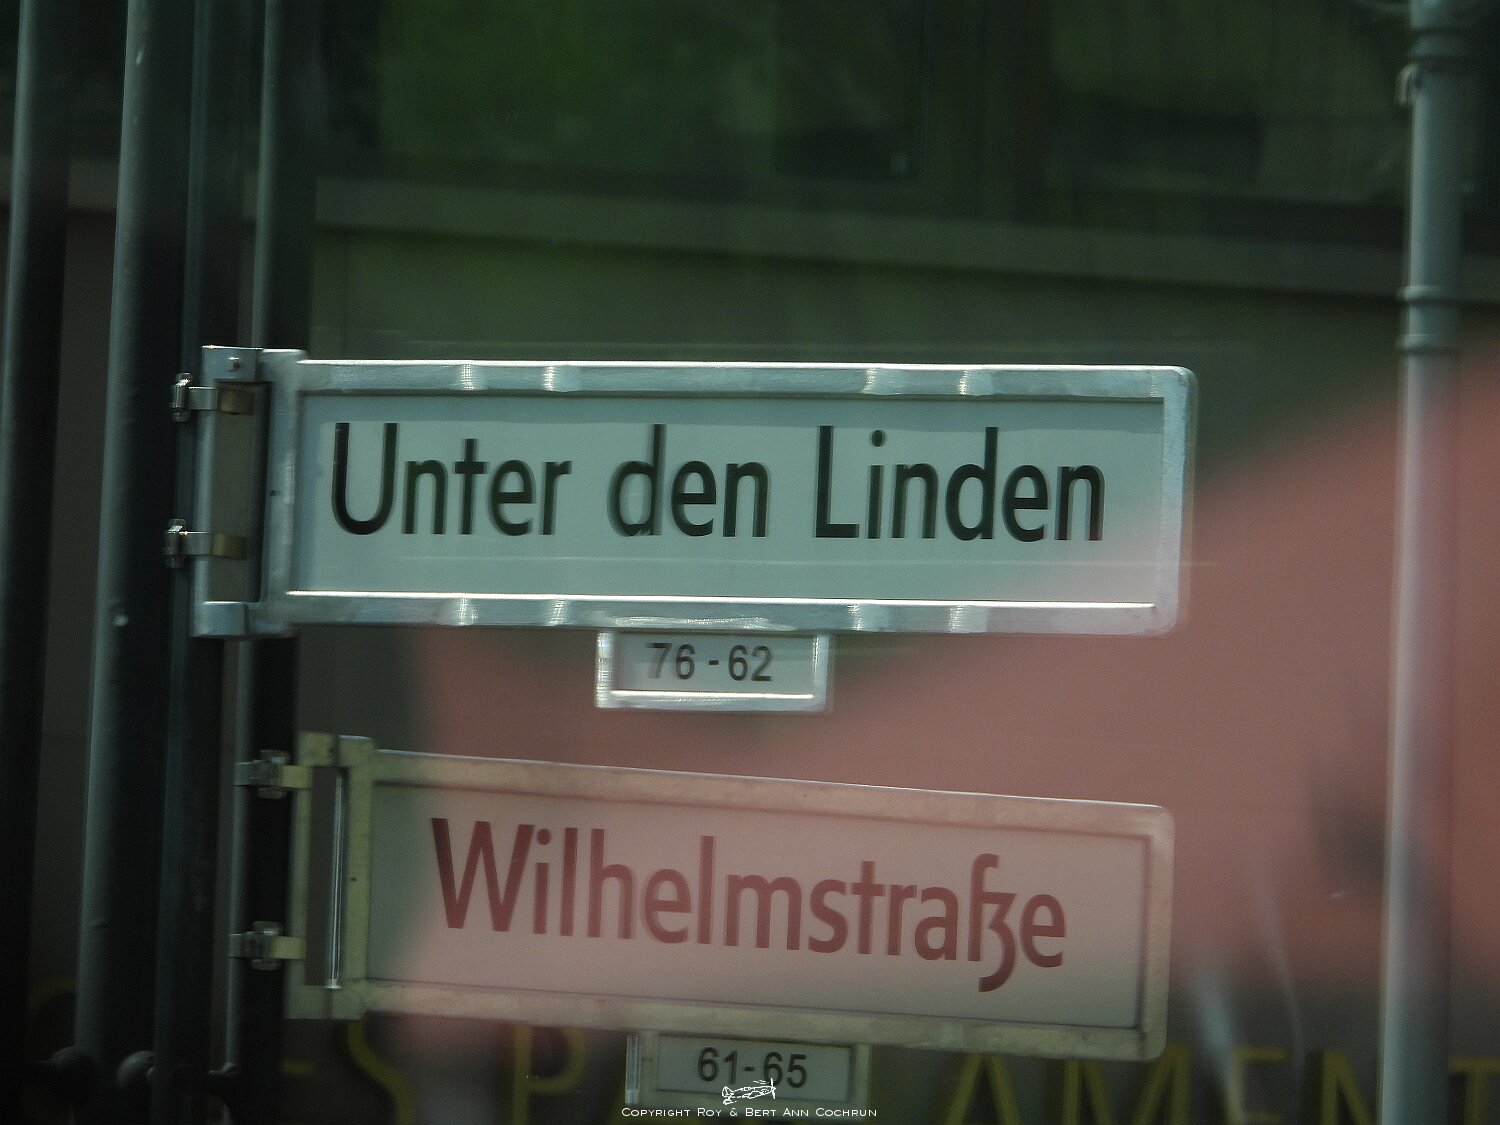 Unter den Linden
76 - 62
Wilhelmstraße
61-65
COPYRIGHT ROY & BERT ANN COCHRUN